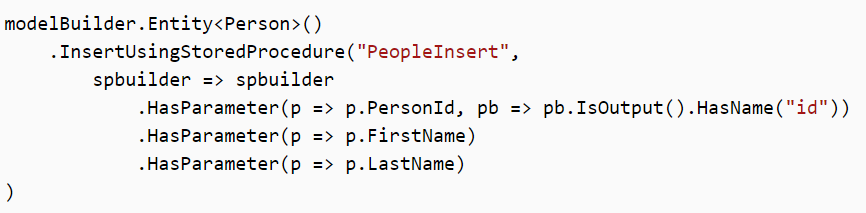 modelBuilder.Entity<Person>()
    .InsertUsingStoredProcedure("PeopleInsert",
        spbuilder => spbuilder
            .HasParameter(p => p.PersonId, pb => pb.IsOutput().HasName("id"))
            .HasParameter(p => p.FirstName)
            .HasParameter(p => p.LastName)
)